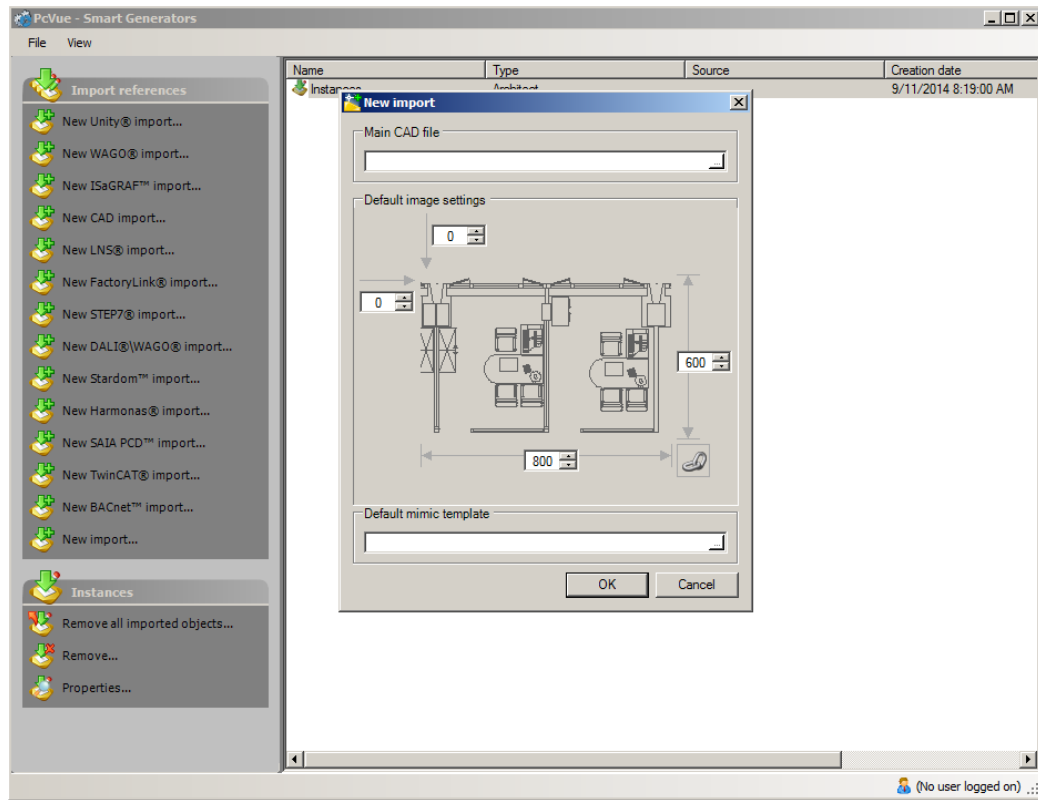 PcVue - Smart Generators
File View
Name Type Source Creation date
Instances Architect 9/11/2014 8:19:00 AM
Import references
New Unity® import...
New WAGO® import...
New ISaGRAF™ import...
New CAD import...
New LNS® import...
New FactoryLink® import...
New STEP7® import...
New DALI®\WAGO® import...
New Stardom™ import...
New Harmonas® import...
New SAIA PCD™ import...
New TwinCAT® import...
New BACnet™ import...
New import...
Instances
Remove all imported objects...
Remove...
Properties...
New import
Main CAD file
...
Default image settings
0
0
600
800
Default mimic template
...
OK Cancel
(No user logged on)